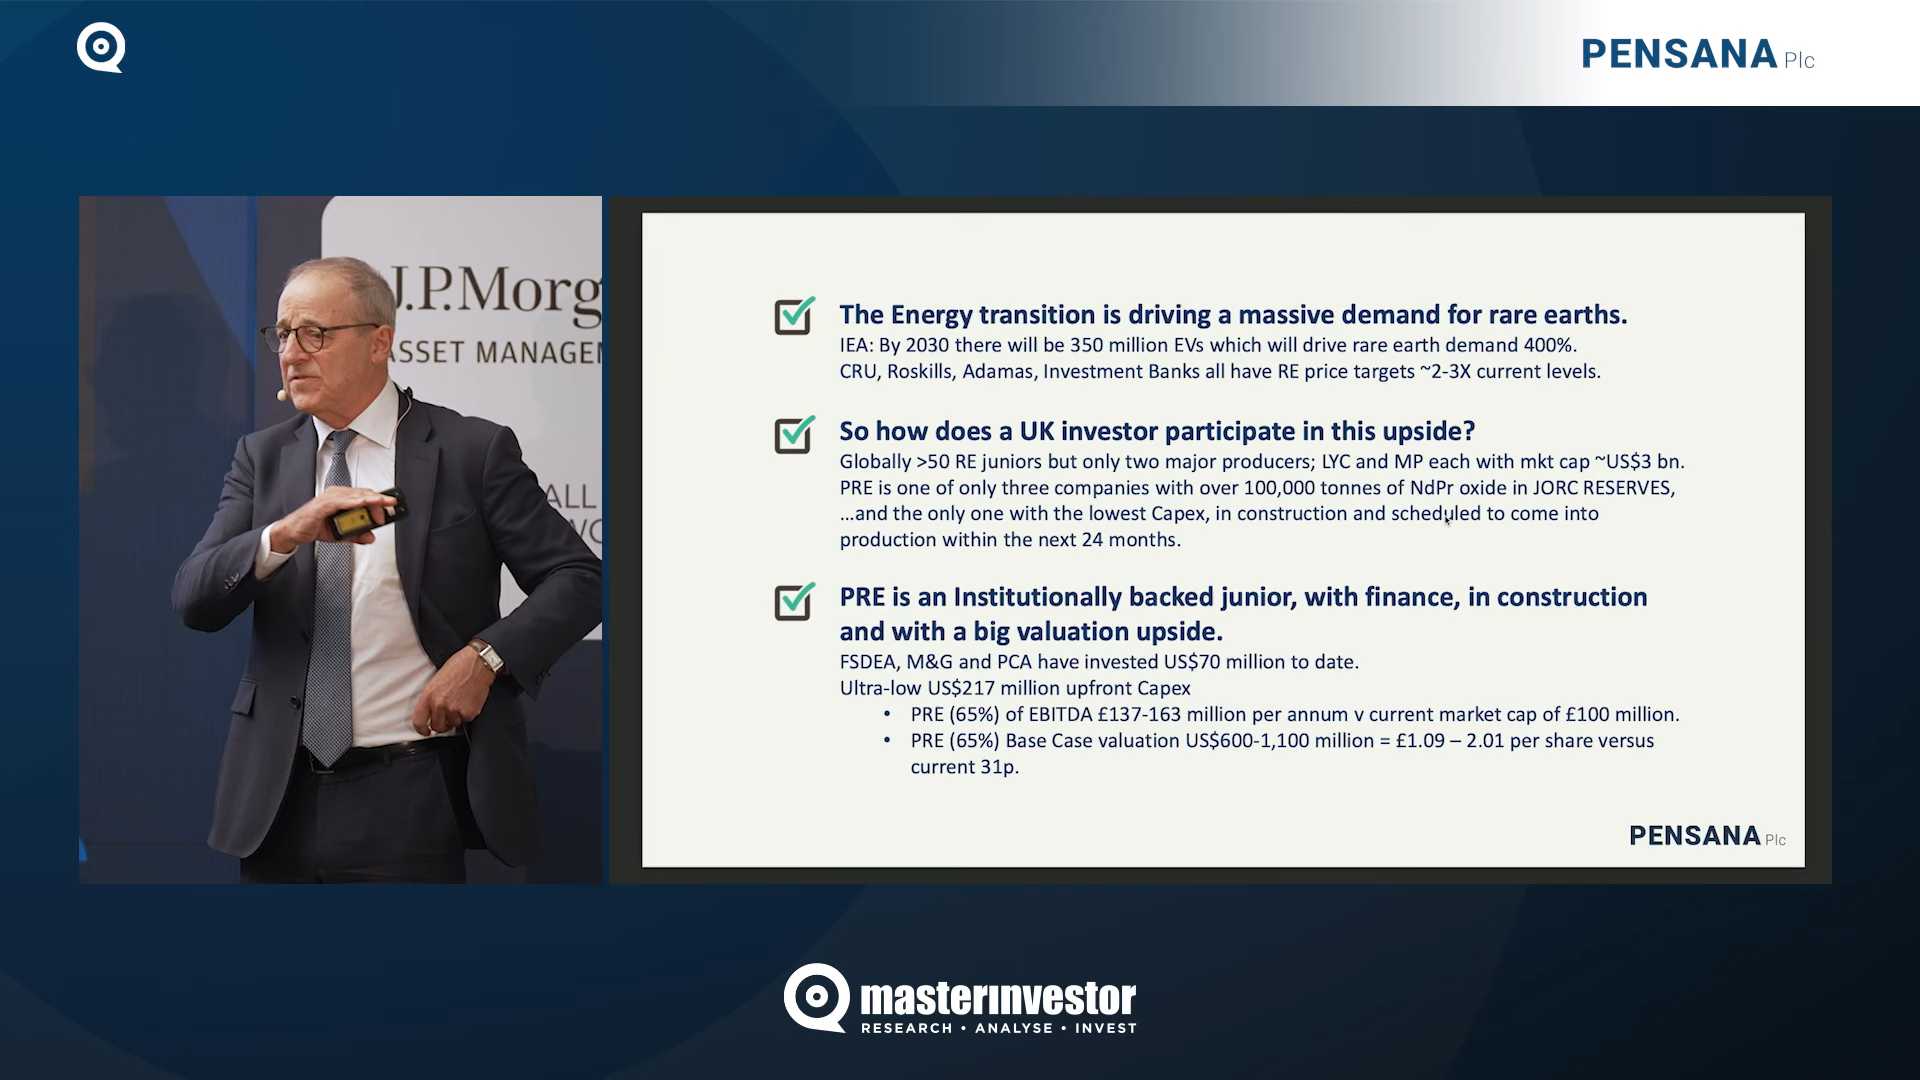 PENSANA Plc
J.P.Morg
ASSET MANAGEM
ALL
WO
The Energy transition is driving a massive demand for rare earths.
IEA: By 2030 there will be 350 million EVs which will drive rare earth demand 400%.
CRU, Roskills, Adamas, Investment Banks all have RE price targets ~2-3X current levels.
So how does a UK investor participate in this upside?
Globally >50 RE juniors but only two major producers; LYC and MP each with mkt cap ~US$3 bn.
PRE is one of only three companies with over 100,000 tonnes of NdPr oxide in JORC RESERVES,
...and the only one with the lowest Capex, in construction and scheduled to come into
production within the next 24 months.
PRE is an Institutionally backed junior, with finance, in construction
and with a big valuation upside.
FSDEA, M&G and PCA have invested US$70 million to date.
Ultra-low US$217 million upfront Capex
• PRE (65%) of EBITDA £137-163 million per annum v current market cap of £100 million.
• PRE (65%) Base Case valuation US$600-1,100 million = £1.09 – 2.01 per share versus
current 31p.
PENSANA Plc
masterinvestor
RESEARCH • ANALYSE • INVEST